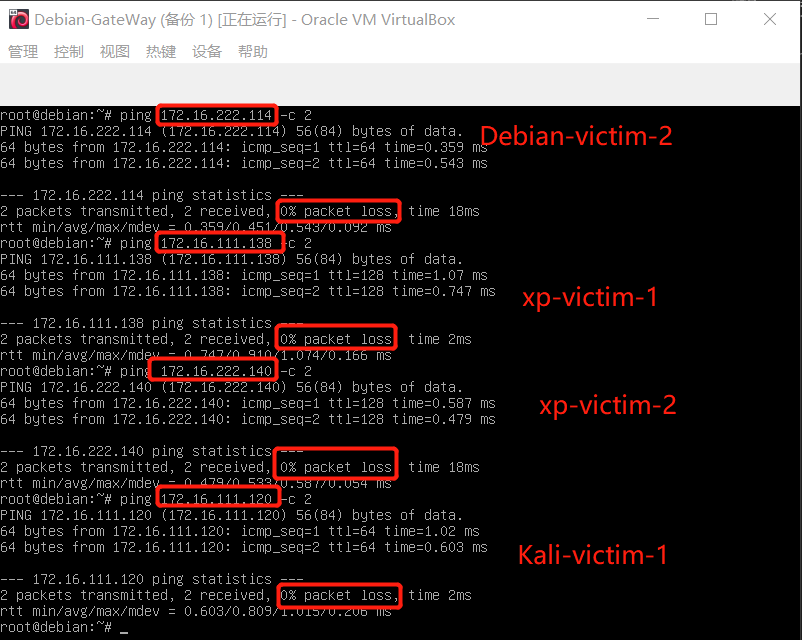 Debian-GateWay (备份 1) [正在运行] - Oracle VM VirtualBox
管理 控制 视图 热键 设备 帮助
root@debian:~# ping 172.16.222.114 -c 2
PING 172.16.222.114 (172.16.222.114) 56(84) bytes of data.
Debian-victim-2
64 bytes from 172.16.222.114: icmp_seq=1 ttl=64 time=0.359 ms
64 bytes from 172.16.222.114: icmp_seq=2 ttl=64 time=0.543 ms
--- 172.16.222.114 ping statistics ---
2 packets transmitted, 2 received, 0% packet loss, time 18ms
rtt min/avg/max/mdev = 0.359/0.451/0.543/0.092 ms
root@debian:~# ping 172.16.111.138 -c 2
PING 172.16.111.138 (172.16.111.138) 56(84) bytes of data.
64 bytes from 172.16.111.138: icmp_seq=1 ttl=128 time=1.07 ms
64 bytes from 172.16.111.138: icmp_seq=2 ttl=128 time=0.747 ms
xp-victim-1
--- 172.16.111.138 ping statistics ---
2 packets transmitted, 2 received, 0% packet loss, time 2ms
rtt min/avg/max/mdev = 0.747/0.910/1.074/0.166 ms
root@debian:~# ping 172.16.222.140 -c 2
PING 172.16.222.140 (172.16.222.140) 56(84) bytes of data.
64 bytes from 172.16.222.140: icmp_seq=1 ttl=128 time=0.587 ms
xp-victim-2
64 bytes from 172.16.222.140: icmp_seq=2 ttl=128 time=0.479 ms
--- 172.16.222.140 ping statistics ---
2 packets transmitted, 2 received, 0% packet loss, time 18ms
rtt min/avg/max/mdev = 0.479/0.533/0.587/0.054 ms
root@debian:~# ping 172.16.111.120 -c 2
PING 172.16.111.120 (172.16.111.120) 56(84) bytes of data.
64 bytes from 172.16.111.120: icmp_seq=1 ttl=64 time=1.02 ms
64 bytes from 172.16.111.120: icmp_seq=2 ttl=64 time=0.603 ms
Kali-victim-1
--- 172.16.111.120 ping statistics ---
2 packets transmitted, 2 received, 0% packet loss, time 2ms
rtt min/avg/max/mdev = 0.603/0.809/1.015/0.206 ms
root@debian:~# _